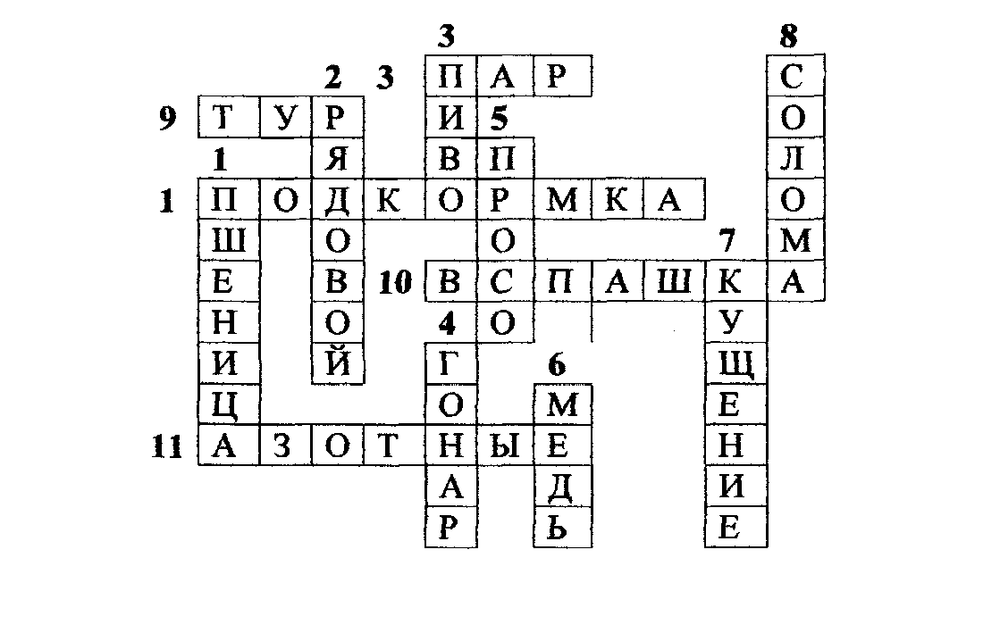 3 8
2 3 П А Р С
9 Т У Р И 5 О
1 Я В П Л
1 П О Д К О Р М К А О
Ш О О 7 М
Е В 10 В С П А Ш К А
Н О 4 О У
И Й Г 6 Щ
Ц О М Е
11 А З О Т Н Ы Е Н
А Д И
Р Ь Е